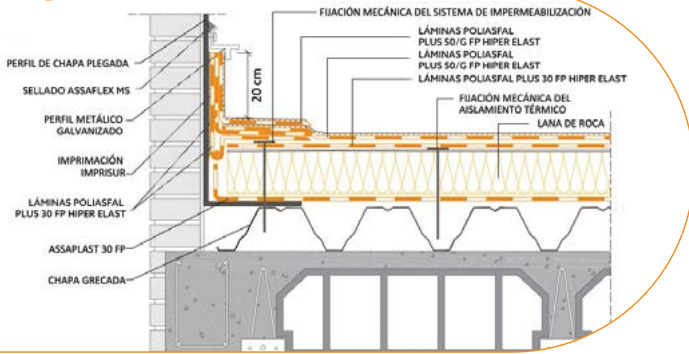 FIJACIÓN MECÁNICA DEL SISTEMA DE IMPERMEABILIZACIÓN
LÁMINAS POLIASFAL
PLUS 50/G FP HIPER ELAST
LÁMINAS POLIASFAL
PLUS 50/G FP HIPER ELAST
LÁMINAS POLIASFAL PLUS 30 FP HIPER ELAST
FIJACIÓN MECÁNICA DEL
AISLAMIENTO TÉRMICO
LANA DE ROCA
20 cm
PERFIL DE CHAPA PLEGADA
SELLADO ASSAFLEX MS
PERFIL METÁLICO
GALVANIZADO
IMPRIMACIÓN
IMPRISUR
LÁMINAS POLIASFAL
PLUS 30 FP HIPER ELAST
ASSAPLAST 30 FP
CHAPA GRECADA